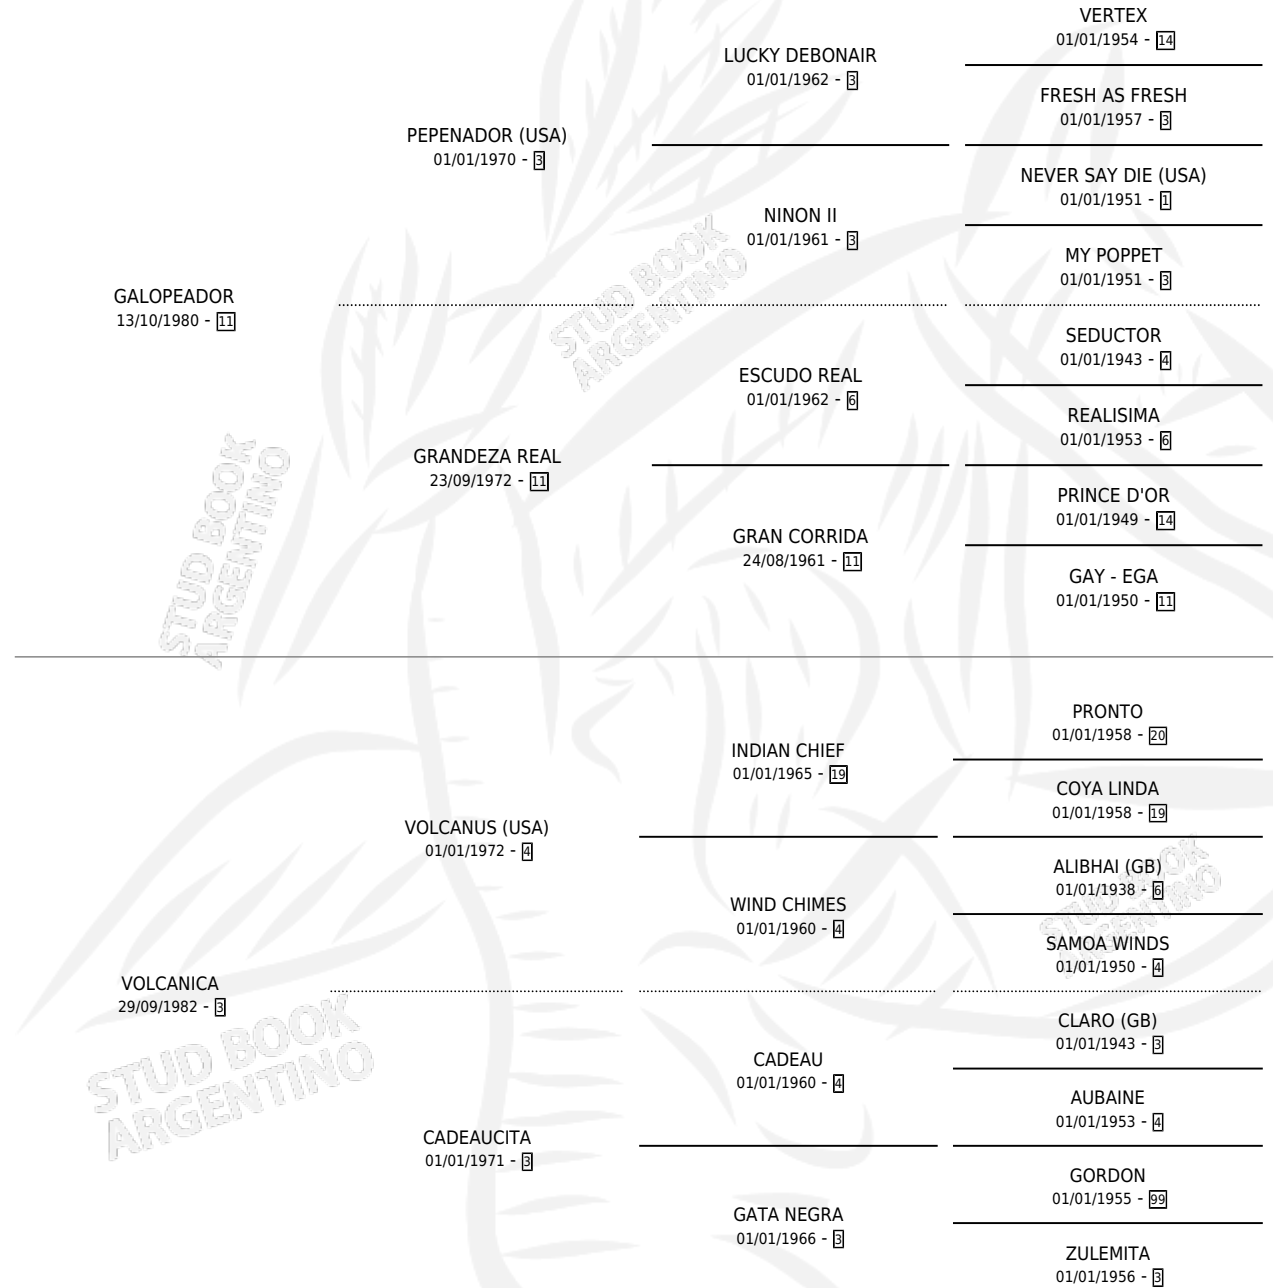 VERTEX
01/01/1954 - 14
LUCKY DEBONAIR
01/01/1962 - 3
FRESH AS FRESH
01/01/1957 - 3
PEPENADOR (USA)
01/01/1970 - 3
NEVER SAY DIE (USA)
01/01/1951 - 1
NINON II
01/01/1961 - 3
MY POPPET
01/01/1951 - 3
GALOPEADOR
13/10/1980 - 11
SEDUCTOR
01/01/1943 - 4
ESCUDO REAL
01/01/1962 - 6
REALISIMA
01/01/1953 - 6
GRANDEZA REAL
23/09/1972 - 11
PRINCE D'OR
01/01/1949 - 14
GRAN CORRIDA
24/08/1961 - 11
GAY - EGA
01/01/1950 - 11
PRONTO
01/01/1958 - 20
INDIAN CHIEF
01/01/1965 - 19
COYA LINDA
01/01/1958 - 19
VOLCANUS (USA)
01/01/1972 - 4
ALIBHAI (GB)
01/01/1938 - 6
WIND CHIMES
01/01/1960 - 4
SAMOA WINDS
01/01/1950 - 4
VOLCANICA
29/09/1982 - 3
CLARO (GB)
01/01/1943 - 3
CADEAU
01/01/1960 - 4
AUBAINE
01/01/1953 - 4
CADEAUCITA
01/01/1971 - 3
GORDON
01/01/1955 - 99
GATA NEGRA
01/01/1966 - 3
ZULEMITA
01/01/1956 - 3
STUD BOOK
ARGENTINO
STUD BOOK
ARGENTINO
STUD BOOK
ARGENTINO
STUD BOOK
ARGENTINO